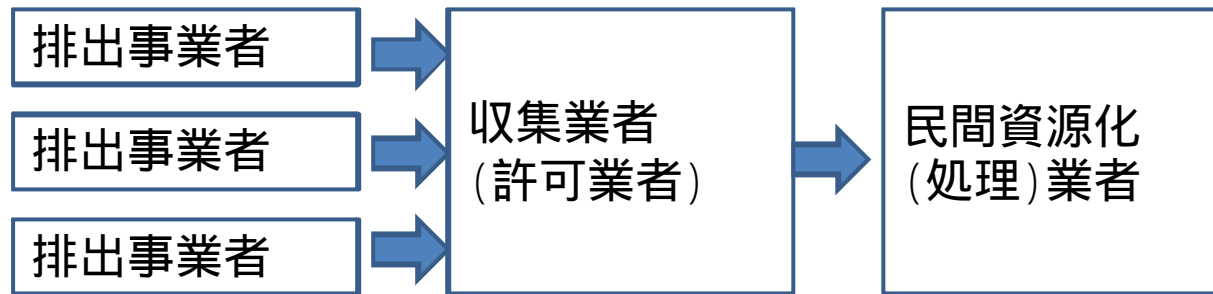 排出事業者
排出事業者
排出事業者
収集業者
(許可業者)
民間資源化
(処理)業者